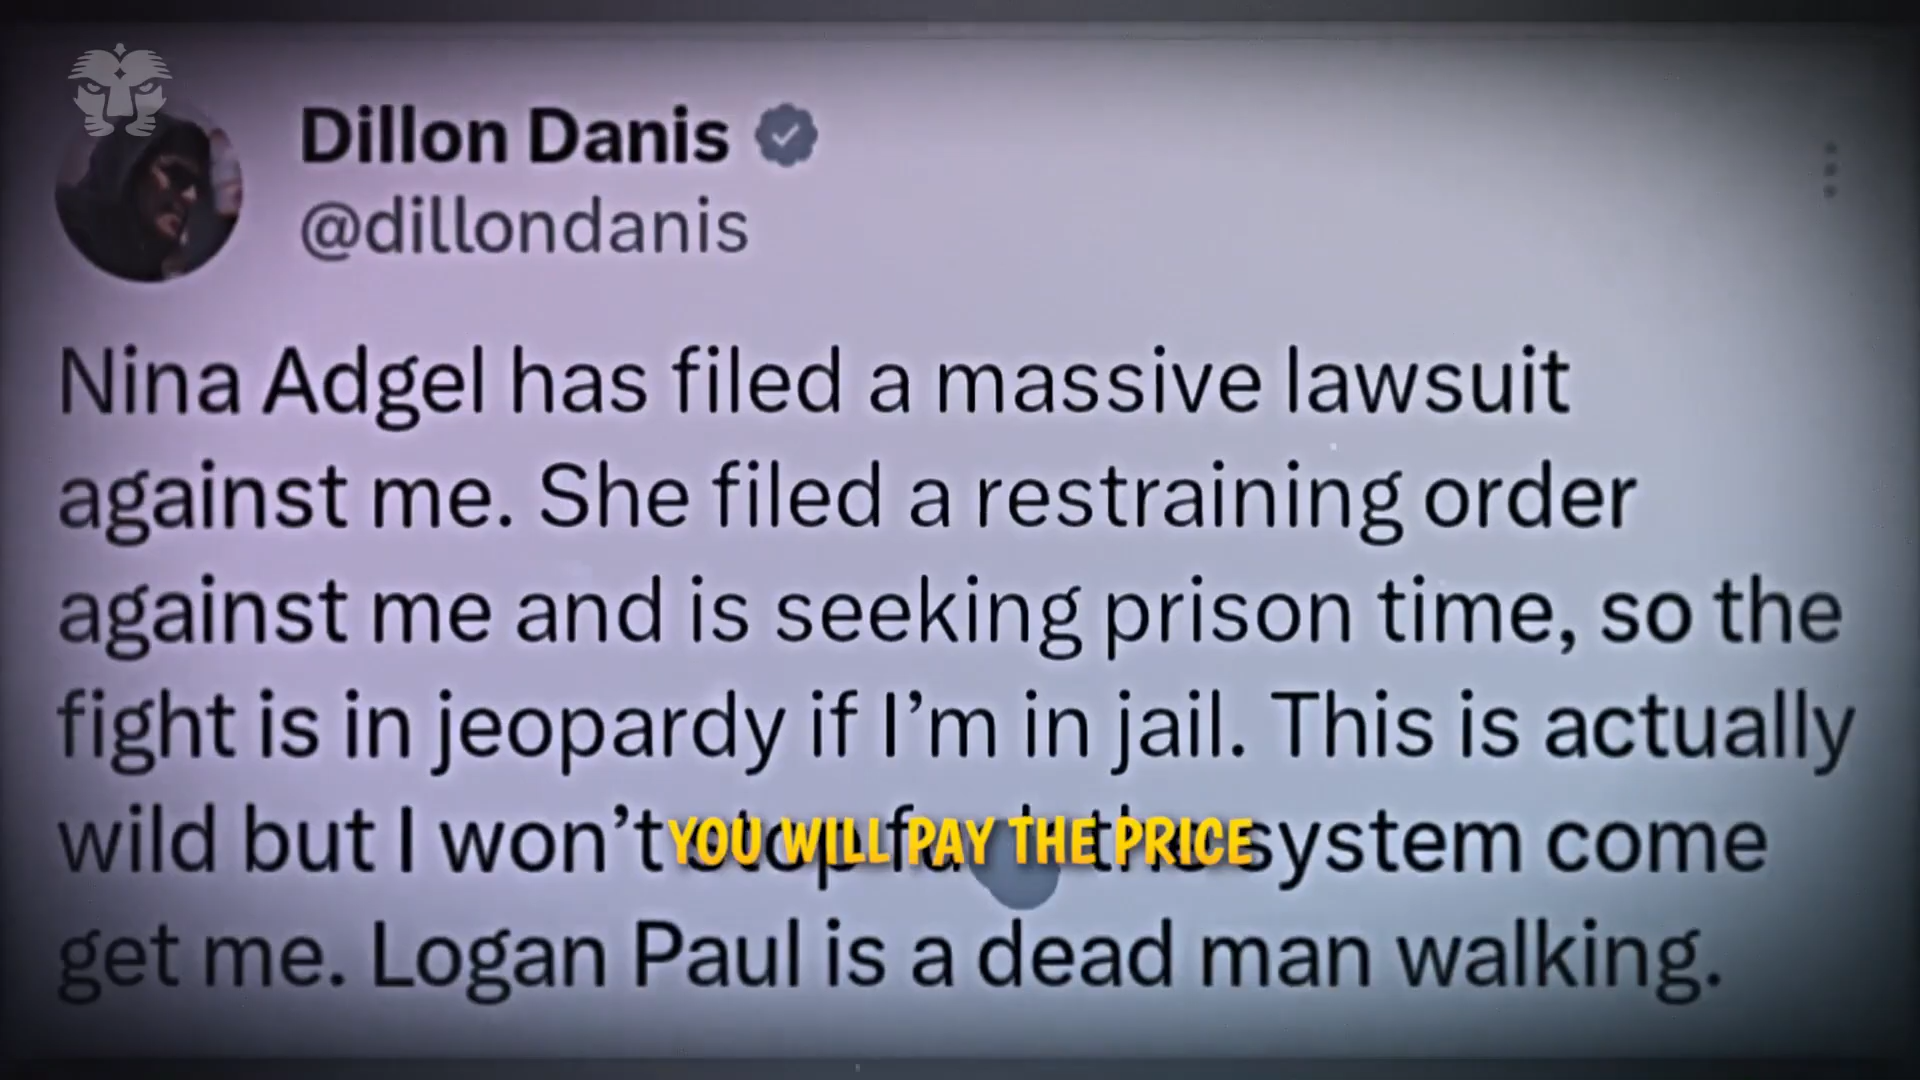 Dillon Danis
@dillondanis
Nina Adgel has filed a massive lawsuit
against me. She filed a restraining order
against me and is seeking prison time, so the
fight is in jeopardy if I'm in jail. This is actually
wild but I won't system come
YOU WILL PAY THE PRICE
get me. Logan Paul is a dead man walking.